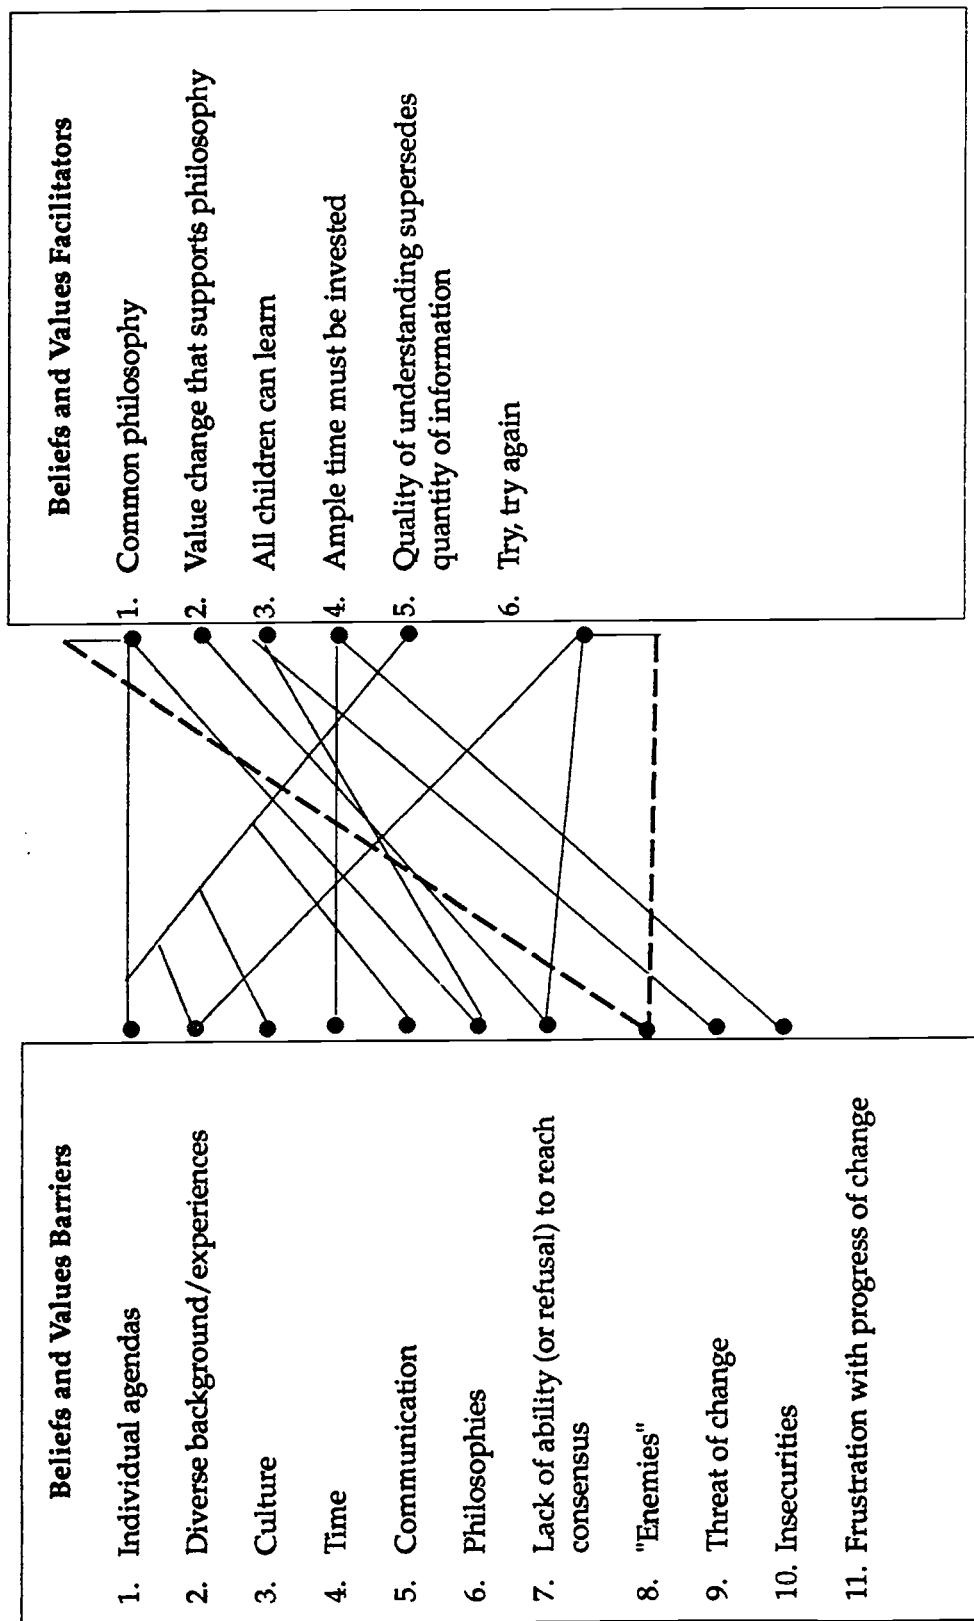 Beliefs and Values Barriers
1. Individual agendas
2. Diverse background/experiences
3. Culture
4. Time
5. Communication
6. Philosophies
7. Lack of ability (or refusal) to reach
consensus
8. "Enemies"
9. Threat of change
10. Insecurities
11. Frustration with progress of change
Beliefs and Values Facilitators
1. Common philosophy
2. Value change that supports philosophy
3. All children can learn
4. Ample time must be invested
5. Quality of understanding supersedes
quantity of information
6. Try, try again